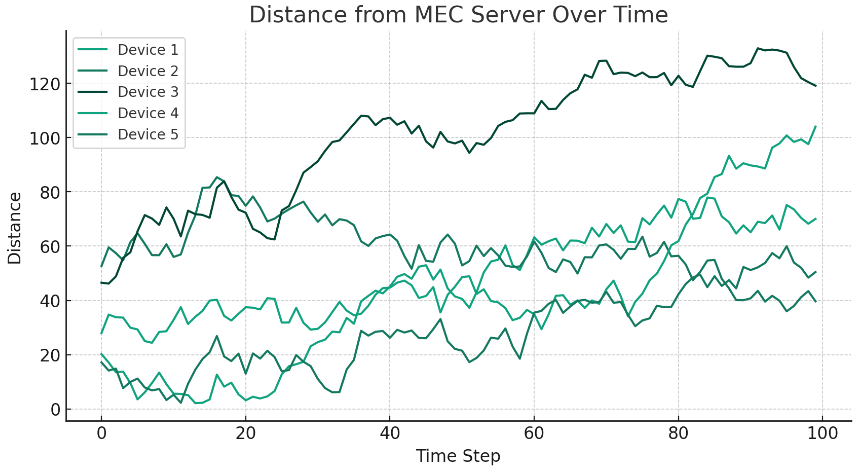 Distance from MEC Server Over Time
Device 1
Device 2
Device 3
Device 4
Device 5
120
100
80
60
40
20
0
Distance
0 20 40 60 80 100
Time Step